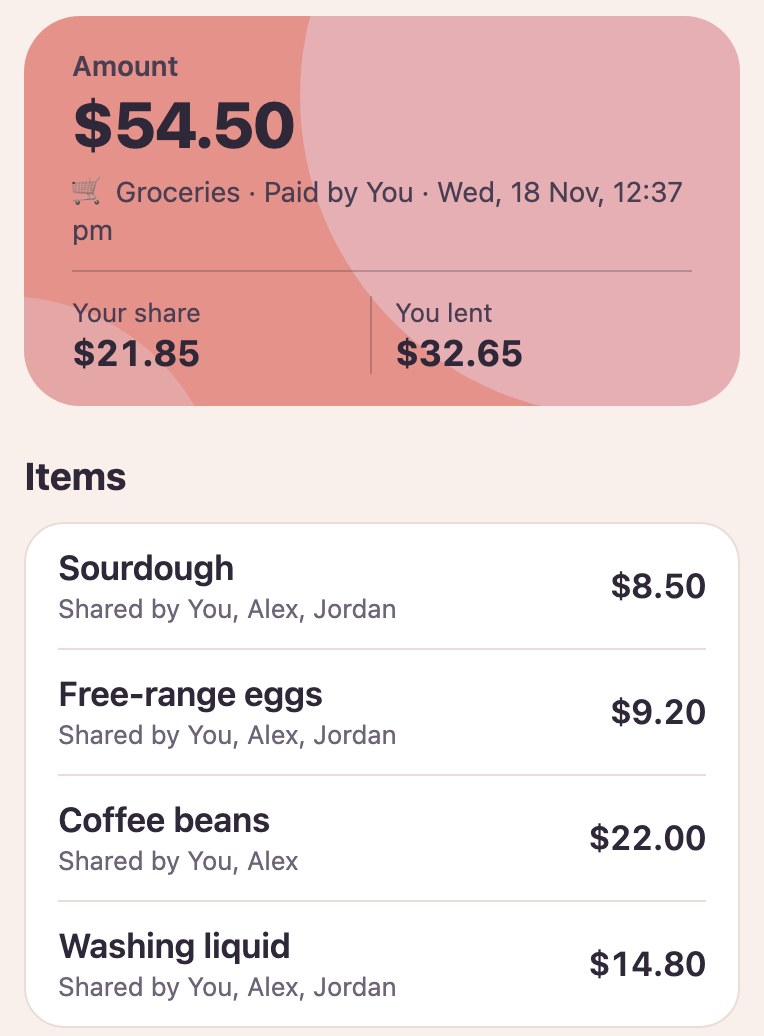 Amount
$54.50
🛒 Groceries · Paid by You · Wed, 18 Nov, 12:37
pm
Your share
$21.85
You lent
$32.65
Items
Sourdough
Shared by You, Alex, Jordan
$8.50
Free-range eggs
Shared by You, Alex, Jordan
$9.20
Coffee beans
Shared by You, Alex
$22.00
Washing liquid
Shared by You, Alex, Jordan
$14.80